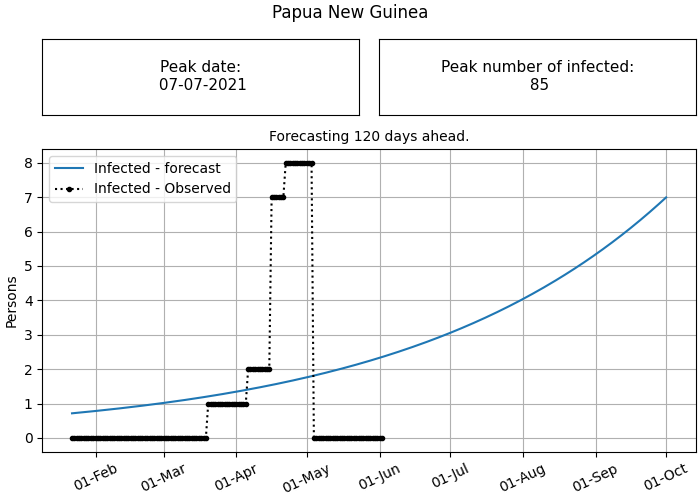 Papua New Guinea
Peak date:
07-07-2021
Peak number of infected:
85
Forecasting 120 days ahead.
Infected - forecast
Infected - Observed
Persons
8
7
6
5
4
3
2
1
0
01-Feb
01-Mar
01-Apr
01-May
01-Jun
01-Jul
01-Aug
01-Sep
01-Oct